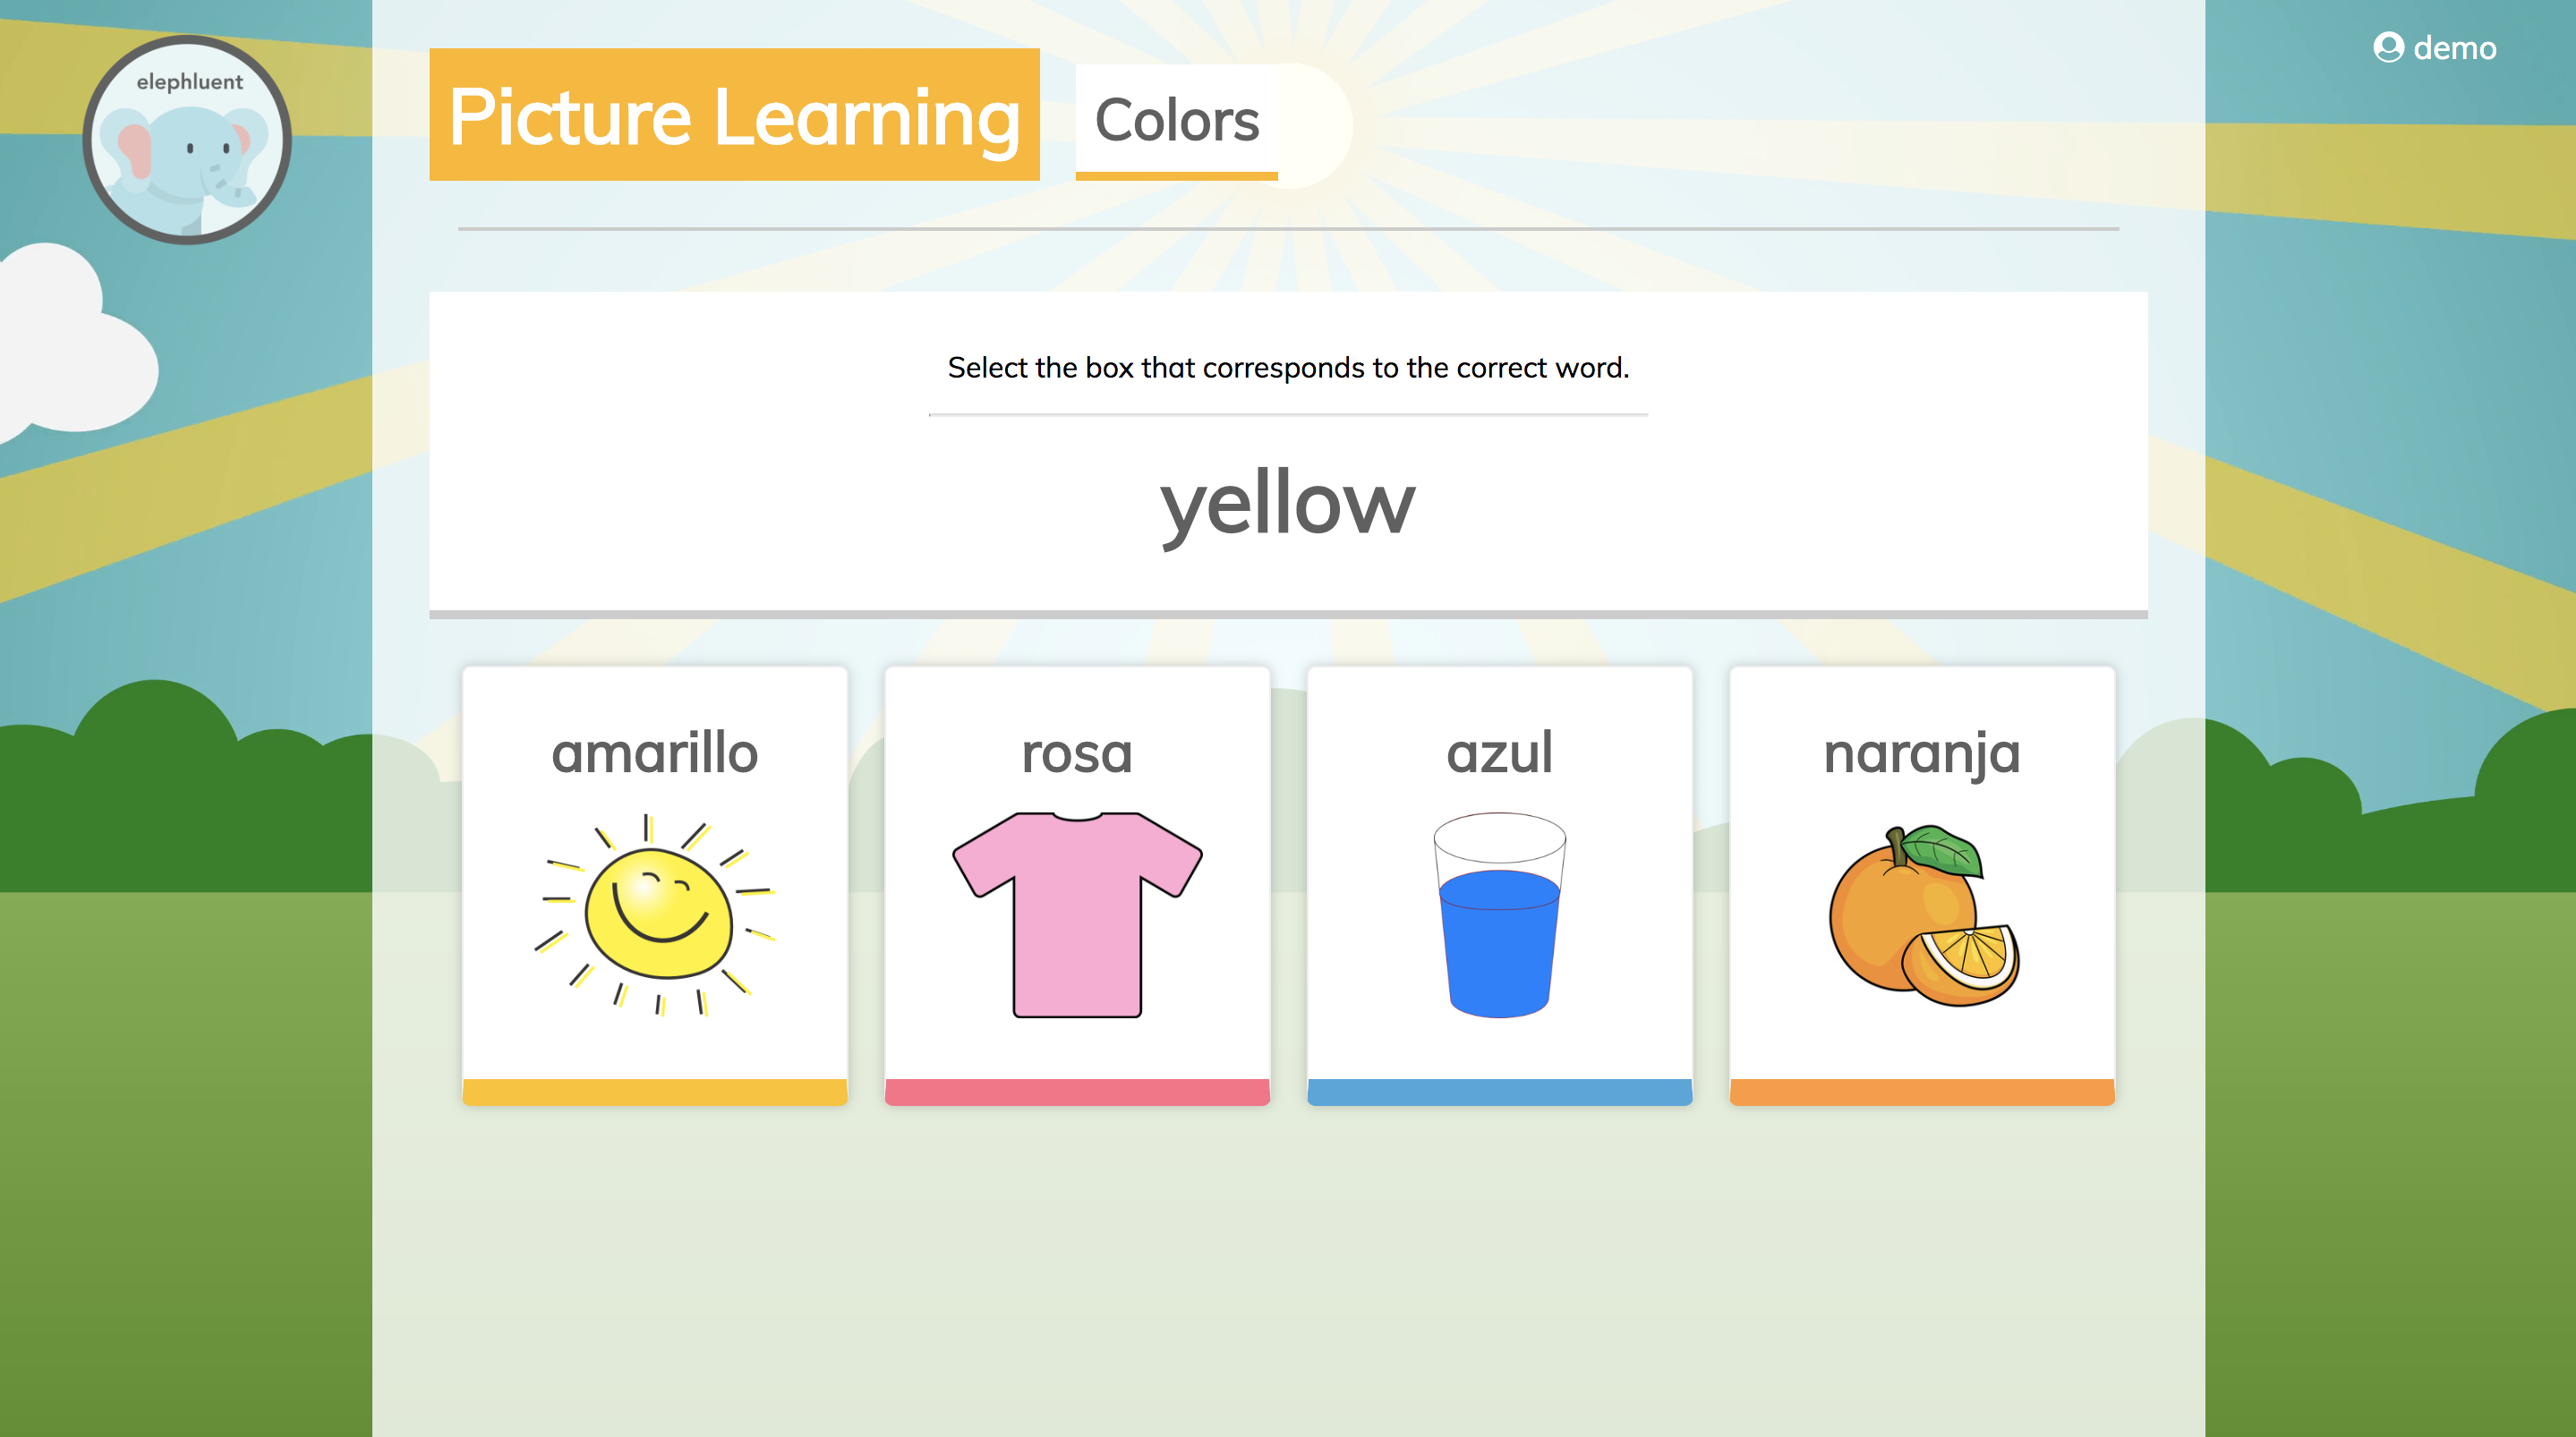 elephluent
demo
Picture Learning
Colors
Select the box that corresponds to the correct word.
yellow
amarillo
rosa
azul
naranja